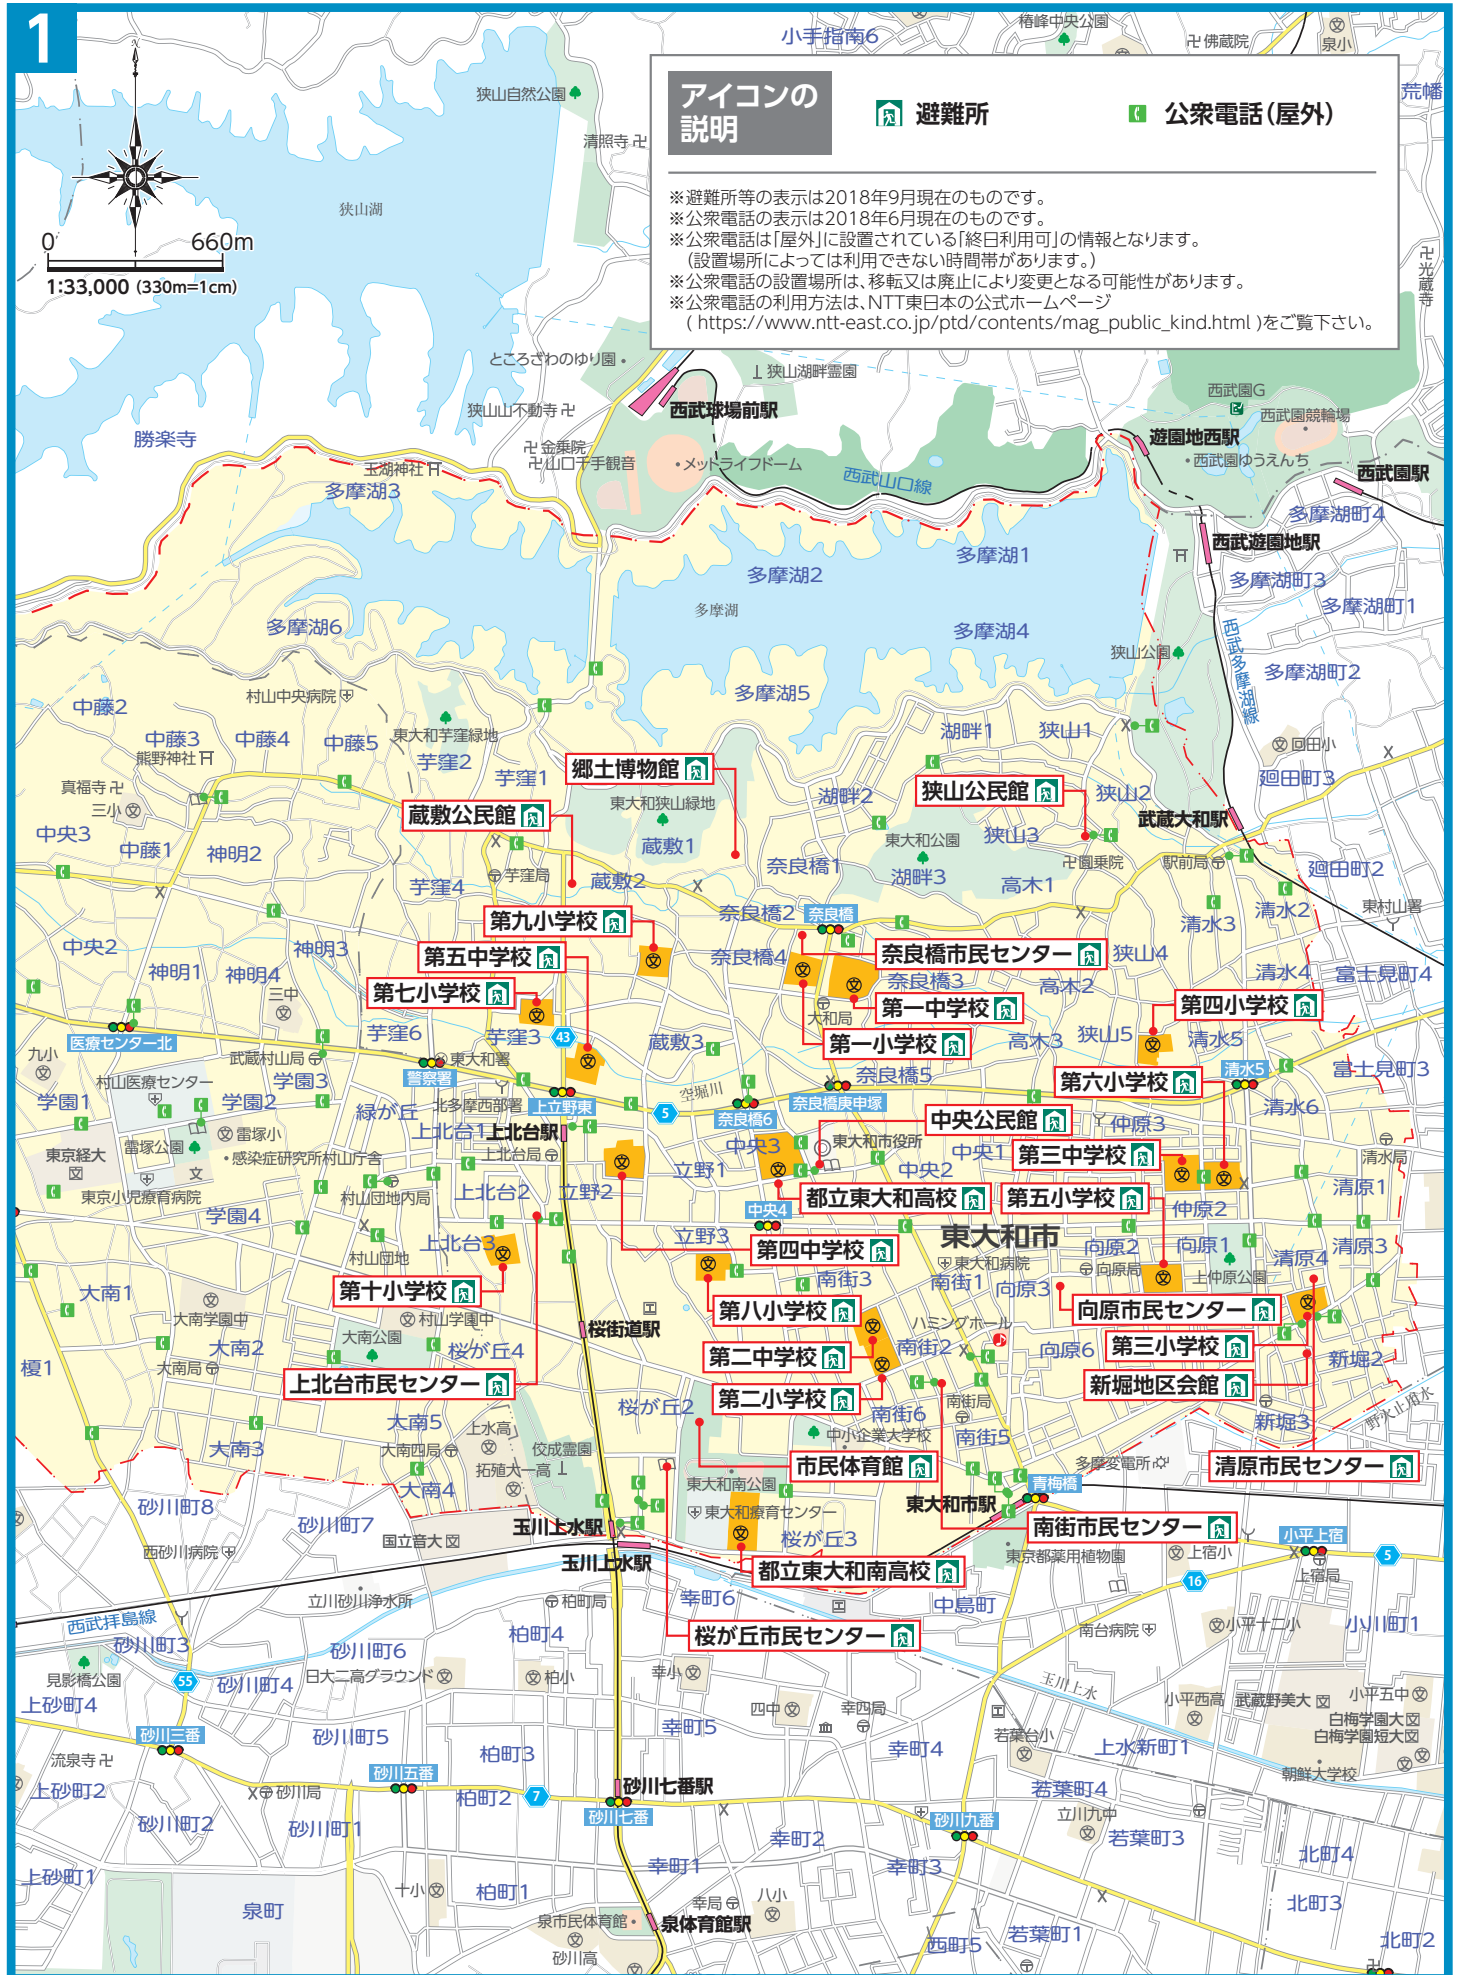 1
小手指南6
椿峰中央公園
佛蔵院
泉小
荒幡
狭山自然公園
清照寺
狭山湖
0
660m
1:33,000 (330m=1cm)
アイコンの
説明
避難所
公衆電話(屋外)
※避難所等の表示は2018年9月現在のものです。
※公衆電話の表示は2018年6月現在のものです。
※公衆電話は「屋外」に設置されている「終日利用可」の情報となります。
(設置場所によっては利用できない時間帯があります。)
※公衆電話の設置場所は、移転又は廃止により変更となる可能性があります。
※公衆電話の利用方法は、NTT東日本の公式ホームページ
( https://www.ntt-east.co.jp/ptd/contents/mag_public_kind.html )をご覧下さい。
光蔵寺
ところざわのゆり園
狭山湖畔霊園
狭山山不動寺
西武球場前駅
西武園G
西武園競輪場
勝楽寺
金乗院
山口千手観音
メットライフドーム
遊園地西駅
西武園ゆうえんち
西武園駅
玉湖神社
多摩湖3
西武山口線
多摩湖町4
西武遊園地駅
多摩湖1
多摩湖2
多摩湖町3
多摩湖町1
多摩湖
多摩湖6
多摩湖4
狭山公園
西武多摩湖線
多摩湖町2
村山中央病院
多摩湖5
中藤2
中藤3
中藤4
中藤5
熊野神社
東大和芋窪緑地
芋窪2
芋窪1
湖畔1
狭山1
回田小
廻田町3
郷土博物館
狭山公民館
真福寺
三小
蔵敷公民館
東大和狭山緑地
蔵敷1
湖畔2
狭山2
武蔵大和駅
中央3
中藤1
神明2
東大和公園
狭山3
芋窪4
芋窪局
蔵敷2
奈良橋1
湖畔3
圓乗院
高木1
駅前局
廻田町2
第九小学校
奈良橋2
奈良橋
清水3
清水2
東村山署
中央2
神明1
神明4
神明3
第五中学校
奈良橋4
奈良橋市民センター
狭山4
清水4
富士見町4
三中
第七小学校
奈良橋3
高木2
第一中学校
第四小学校
医療センター北
芋窪6
芋窪3
43
蔵敷3
大和局
第一小学校
高木3
狭山5
清水5
九小
武蔵村山局
東大和署
警察署
奈良橋5
第六小学校
清水5
富士見町3
村山医療センター
学園3
学園1
学園2
緑が丘
北多摩西部署
上立野東
5
空堀川
奈良橋6
奈良橋庚申塚
中央公民館
仲原3
清水6
雷塚公園
雷塚小
上北台1
上北台駅
上北台局
東京経大
感染症研究所村山庁舎
中央3
東大和市役所
中央1
第三中学校
清水局
東京小児療育病院
村山団地内局
上北台2
立野2
立野1
中央2
都立東大和高校
第五小学校
清原1
学園4
中央4
仲原2
村山団地
上北台3
立野3
第四中学校
東大和市
東大和病院
向原2
向原1
向原局
上仲原公園
清原4
清原3
大南1
第十小学校
南街3
南街1
向原3
大南学園中
大南公園
村山学園中
第八小学校
向原市民センター
桜街道駅
ハミングホール
大南2
大南局
桜が丘4
第二中学校
南街2
向原6
第三小学校
新堀2
榎1
上北台市民センター
第二小学校
新堀地区会館
大南5
大南3
大南四局
上水高
佼成霊園
桜が丘2
南街6
南街局
中小企業大学校
南街5
新堀3
野火止用水
拓殖大一高
市民体育館
多摩変電所
清原市民センター
砂川町8
大南4
東大和南公園
東大和市駅
青梅橋
砂川町7
玉川上水駅
東大和療育センター
南街市民センター
国立音大
桜が丘3
小平上宿
西砂川病院
玉川上水駅
都立東大和南高校
東京都薬用植物園
上宿小
上宿局
5
16
立川砂川浄水所
柏町局
幸町6
中島町
西武拝島線
砂川町3
柏町4
桜が丘市民センター
南台病院
小平十二小
小川町1
見影橋公園
砂川町6
日大二高グラウンド
柏小
幸小
55
砂川町4
玉川上水
小平西高
武蔵野美大
小平五中
上砂町4
四中
幸四局
白梅学園大
白梅学園短大
砂川三番
砂川町5
幸町5
若葉台小
流泉寺
柏町3
幸町4
上水新町1
砂川五番
朝鮮大学校
上砂町2
砂川局
柏町2
7
砂川七番駅
砂川七番
若葉町4
砂川町2
砂川町1
砂川九番
立川九中
幸町2
若葉町3
上砂町1
幸町1
幸町3
北町4
十小
柏町1
八小
幸局
泉町
泉市民体育館
泉体育館駅
北町3
砂川高
西町5
若葉町1
北町2